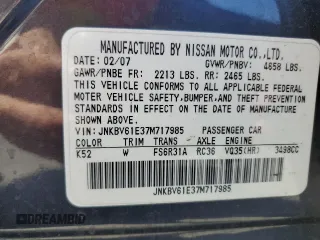 MANUFACTURED BY NISSAN MOTOR CO.,LTD.
DATE: 02/07 GVWR/PNBV: 4658 LBS.
GAWR/PNBE FR: 2213 LBS. RR: 2465 LBS.
THIS VEHICLE CONFORMS TO ALL APPLICABLE FEDERAL
MOTOR VEHICLE SAFETY,BUMPER,AND THEFT PREVENTION
STANDARDS IN EFFECT ON THE DATE OF MANUFACTURE
SHOWN ABOVE.
VIN/NIV: JNKBV61E37M717985 PASSENGER CAR
COLOR TRIM TRANS AXLE ENGINE
K52 W FS6R31A RC36 VQ35(HR) 3498CC
JNKBV61E37M717985
DREAMBID